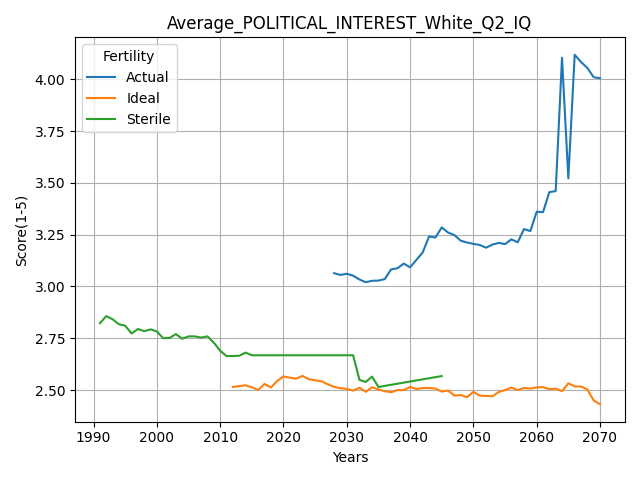 Average_POLITICAL_INTEREST_White_Q2_IQ
Fertility
Actual
Ideal
Sterile
Score(1-5)
4.00
3.75
3.50
3.25
3.00
2.75
2.50
1990 2000 2010 2020 2030 2040 2050 2060 2070
Years